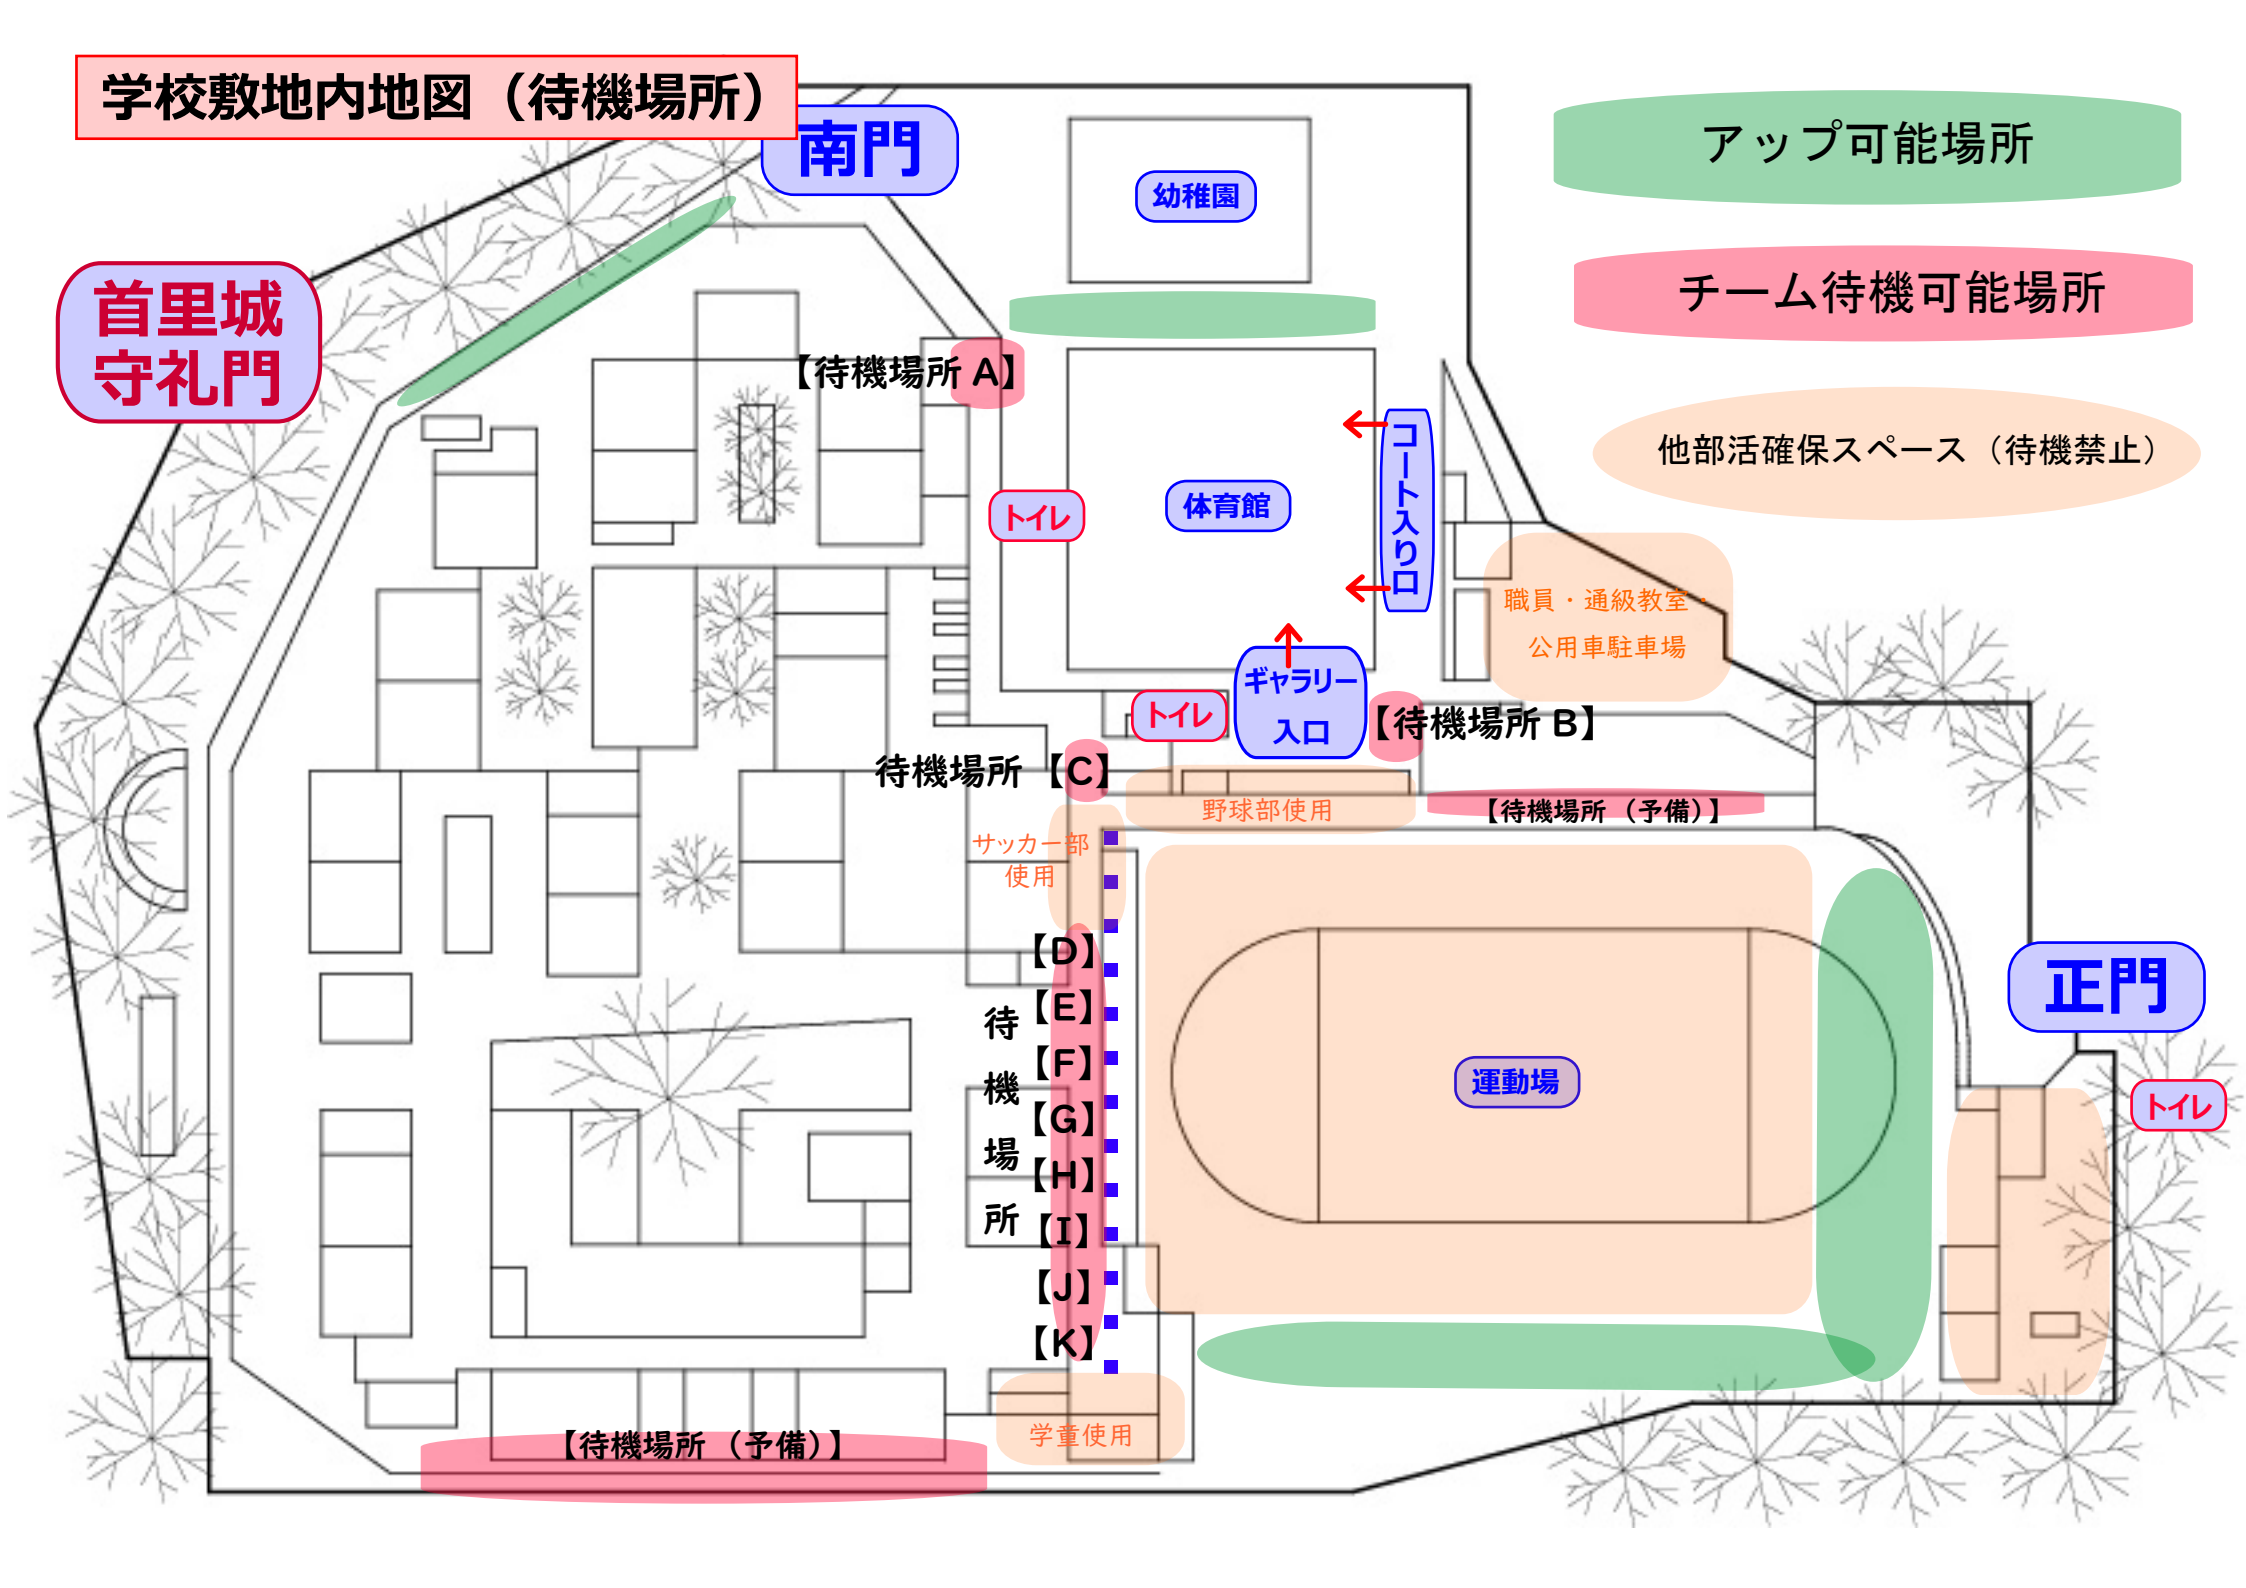 学校敷地内地図（待機場所）
南門
幼稚園
アップ可能場所
首里城
守礼門
チーム待機可能場所
【待機場所 A】
他部活確保スペース（待機禁止）
コート入り口
トイレ
体育館
職員・通級教室・
公用車駐車場
ギャラリー
入口
トイレ
【待機場所 B】
待機場所【C】
野球部使用
【待機場所（予備）】
サッカー部
使用
待機場所
【D】
【E】
【F】
【G】
【H】
【I】
【J】
【K】
運動場
正門
トイレ
学童使用
【待機場所（予備）】